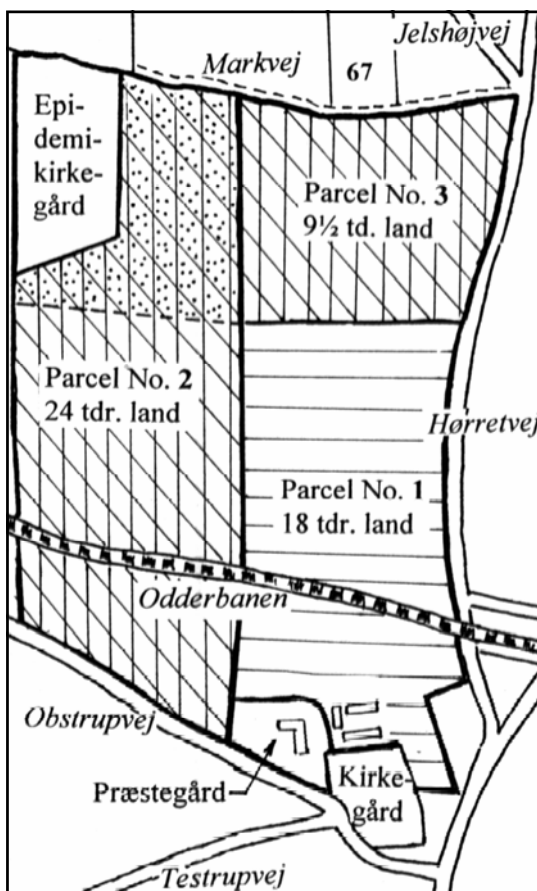 Jelshøjvej
Markvej
67
Epi-
demi-
kirke-
gård
Parcel No. 3
9½ td. land
Parcel No. 2
24 tdr. land
Hørretvej
Parcel No. 1
18 tdr. land
Odderbanen
Obstrupvej
Præstegård
Kirke-
gård
Testrupvej